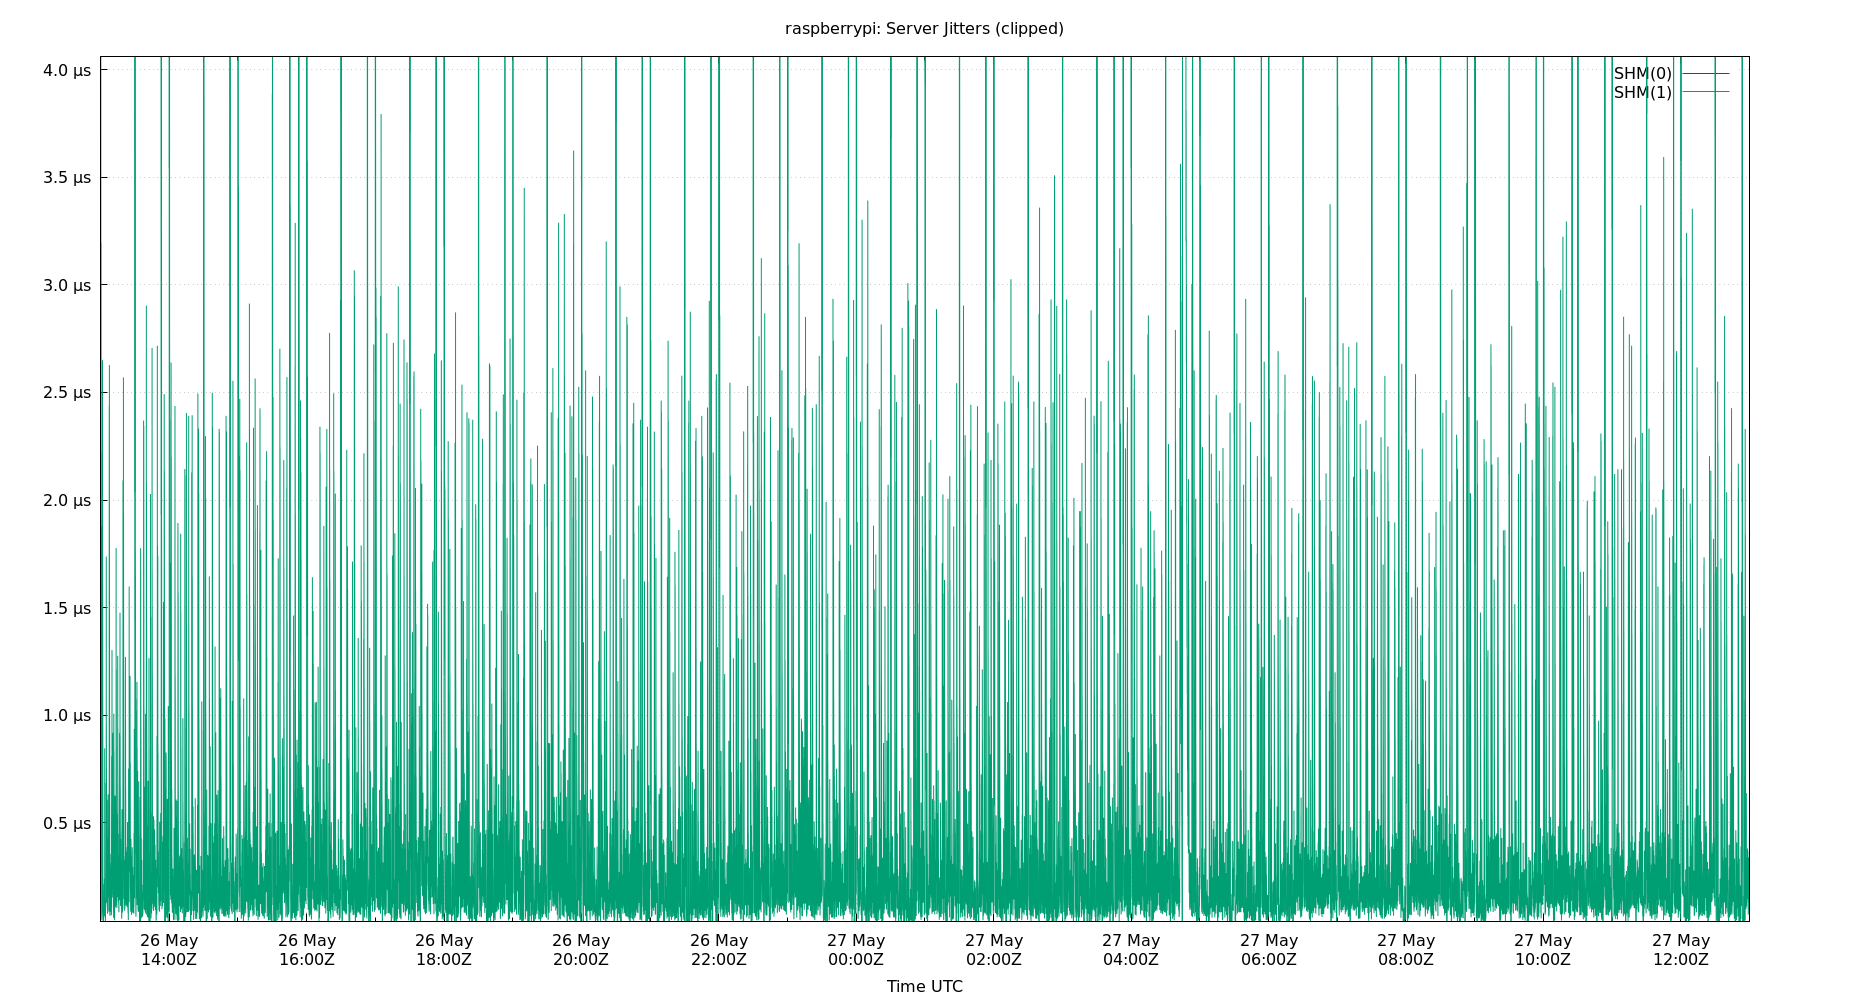 raspberrypi: Server Jitters (clipped)
4.0 µs
3.5 µs
3.0 µs
2.5 µs
2.0 µs
1.5 µs
1.0 µs
0.5 µs
SHM(0)
SHM(1)
26 May 26 May 26 May 26 May 26 May 27 May 27 May 27 May 27 May 27 May 27 May 27 May
14:00Z 16:00Z 18:00Z 20:00Z 22:00Z 00:00Z 02:00Z 04:00Z 06:00Z 08:00Z 10:00Z 12:00Z
Time UTC